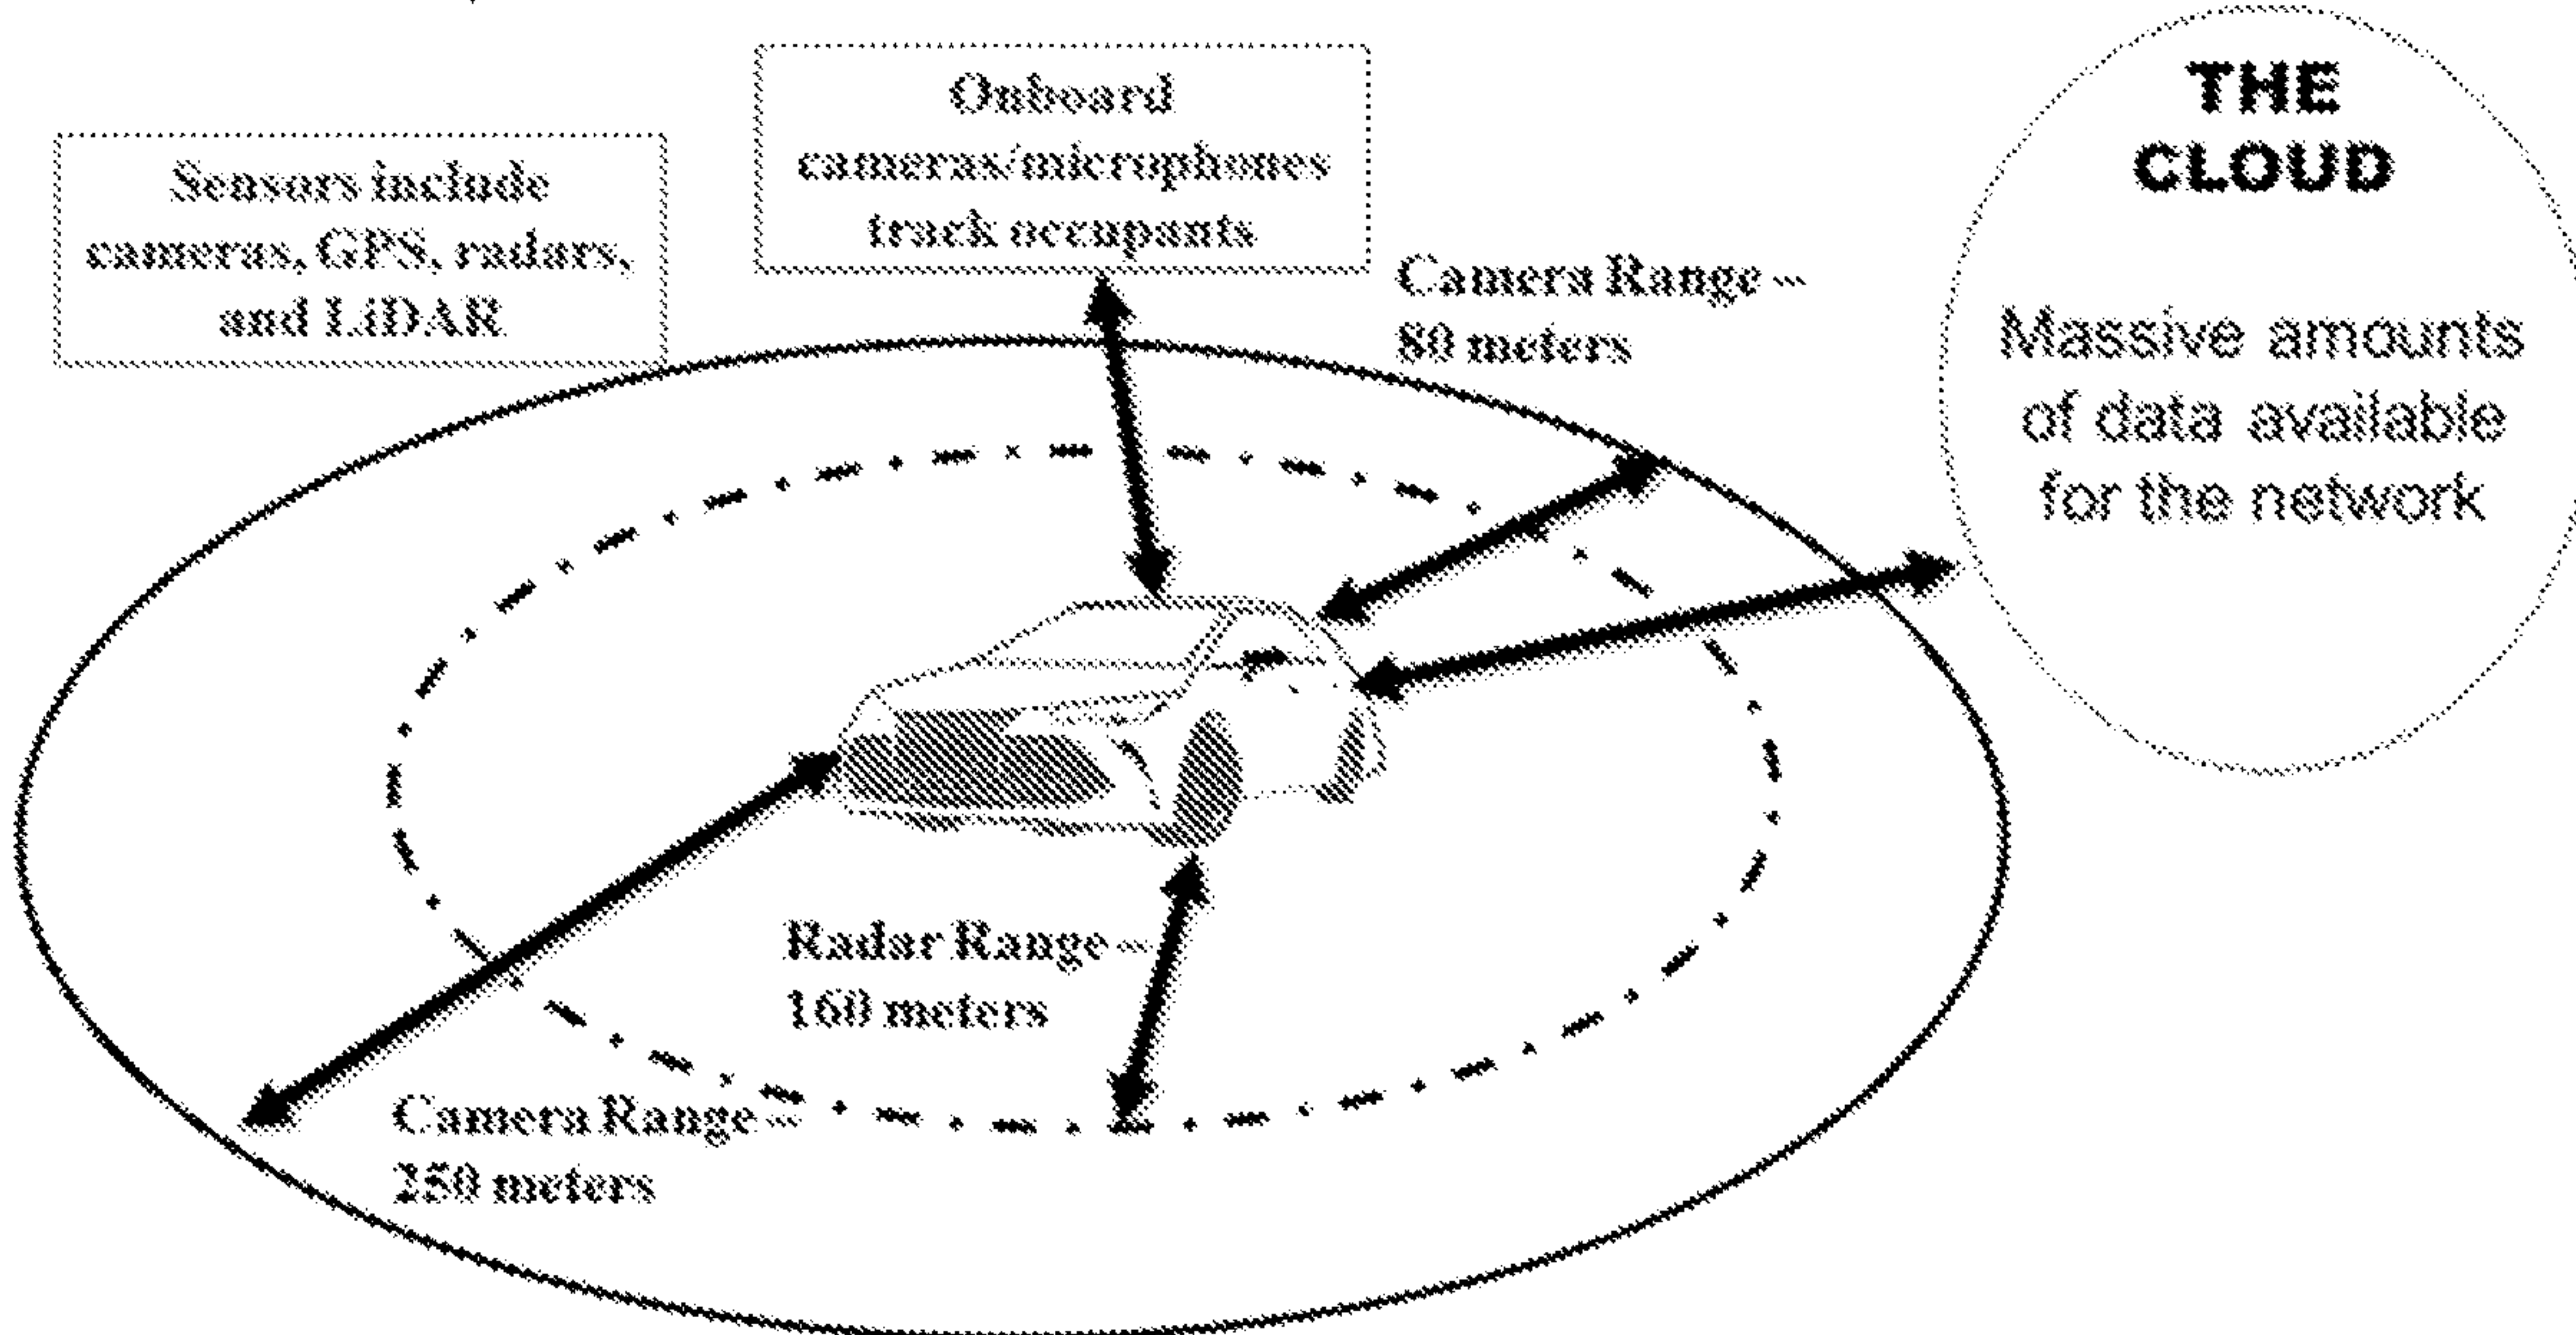 Sensors include
cameras, GPS, radars,
and LiDAR
Onboard
cameras/microphones
track occupants
Camera Range –
80 meters
THE
CLOUD
Massive amounts
of data available
for the network
Radar Range –
160 meters
Camera Range –
250 meters